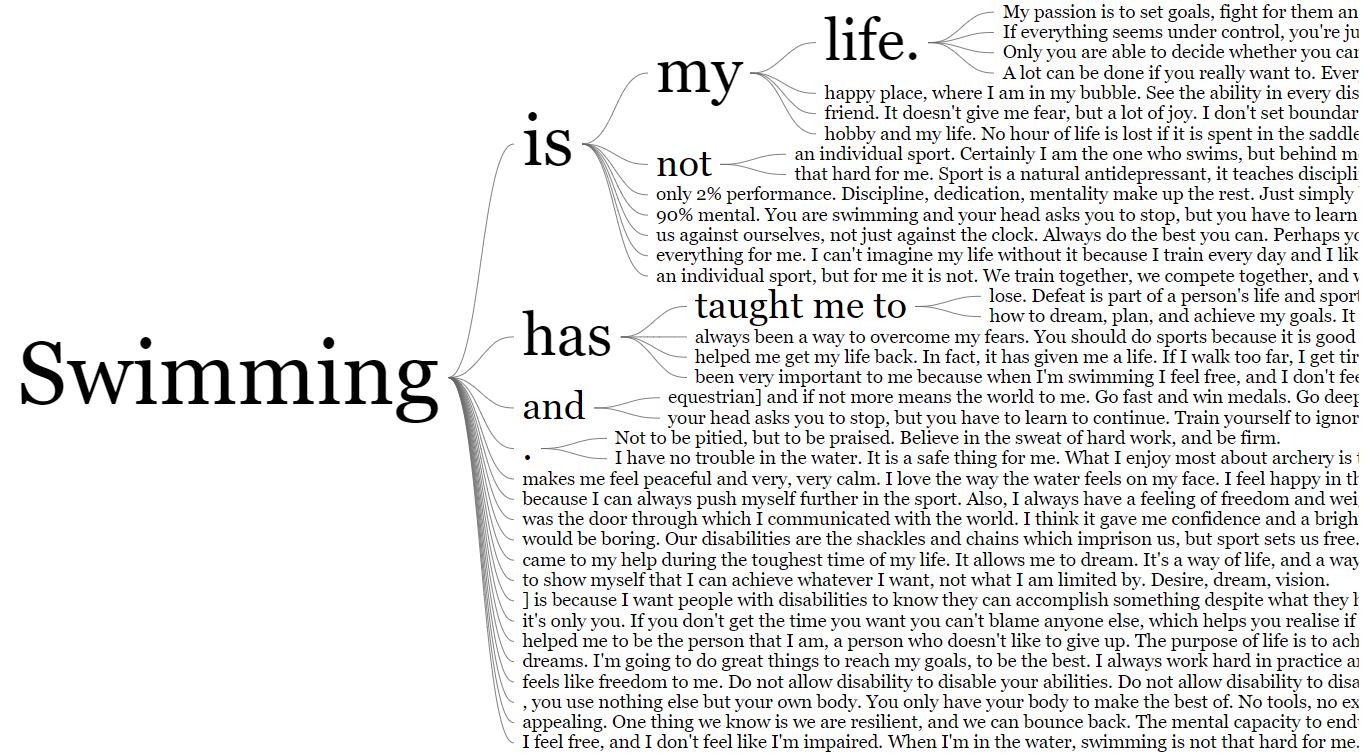 Swimming
is
my
life.
My passion is to set goals, fight for them an
If everything seems under control, you're ju
Only you are able to decide whether you can
A lot can be done if you really want to. Ever
happy place, where I am in my bubble. See the ability in every dis
friend. It doesn't give me fear, but a lot of joy. I don't set boundar
hobby and my life. No hour of life is lost if it is spent in the saddle
not
an individual sport. Certainly I am the one who swims, but behind m
that hard for me. Sport is a natural antidepressant, it teaches discipli
only 2% performance. Discipline, dedication, mentality make up the rest. Just simply
90% mental. You are swimming and your head asks you to stop, but you have to learn
us against ourselves, not just against the clock. Always do the best you can. Perhaps yo
everything for me. I can't imagine my life without it because I train every day and I lik
an individual sport, but for me it is not. We train together, we compete together, and w
has
taught me to
lose. Defeat is part of a person's life and sport
how to dream, plan, and achieve my goals. It
always been a way to overcome my fears. You should do sports because it is good
helped me get my life back. In fact, it has given me a life. If I walk too far, I get tir
been very important to me because when I'm swimming I feel free, and I don't fee
and
equestrian] and if not more means the world to me. Go fast and win medals. Go deep
your head asks you to stop, but you have to learn to continue. Train yourself to ignor
.
Not to be pitied, but to be praised. Believe in the sweat of hard work, and be firm.
I have no trouble in the water. It is a safe thing for me. What I enjoy most about archery is t
makes me feel peaceful and very, very calm. I love the way the water feels on my face. I feel happy in th
because I can always push myself further in the sport. Also, I always have a feeling of freedom and wei
was the door through which I communicated with the world. I think it gave me confidence and a brigh
would be boring. Our disabilities are the shackles and chains which imprison us, but sport sets us free.
came to my help during the toughest time of my life. It allows me to dream. It's a way of life, and a way
to show myself that I can achieve whatever I want, not what I am limited by. Desire, dream, vision.
] is because I want people with disabilities to know they can accomplish something despite what they h
it's only you. If you don't get the time you want you can't blame anyone else, which helps you realise if
helped me to be the person that I am, a person who doesn't like to give up. The purpose of life is to ach
dreams. I'm going to do great things to reach my goals, to be the best. I always work hard in practice an
feels like freedom to me. Do not allow disability to disable your abilities. Do not allow disability to disa
, you use nothing else but your own body. You only have your body to make the best of. No tools, no ex
appealing. One thing we know is we are resilient, and we can bounce back. The mental capacity to end
I feel free, and I don't feel like I'm impaired. When I'm in the water, swimming is not that hard for me.